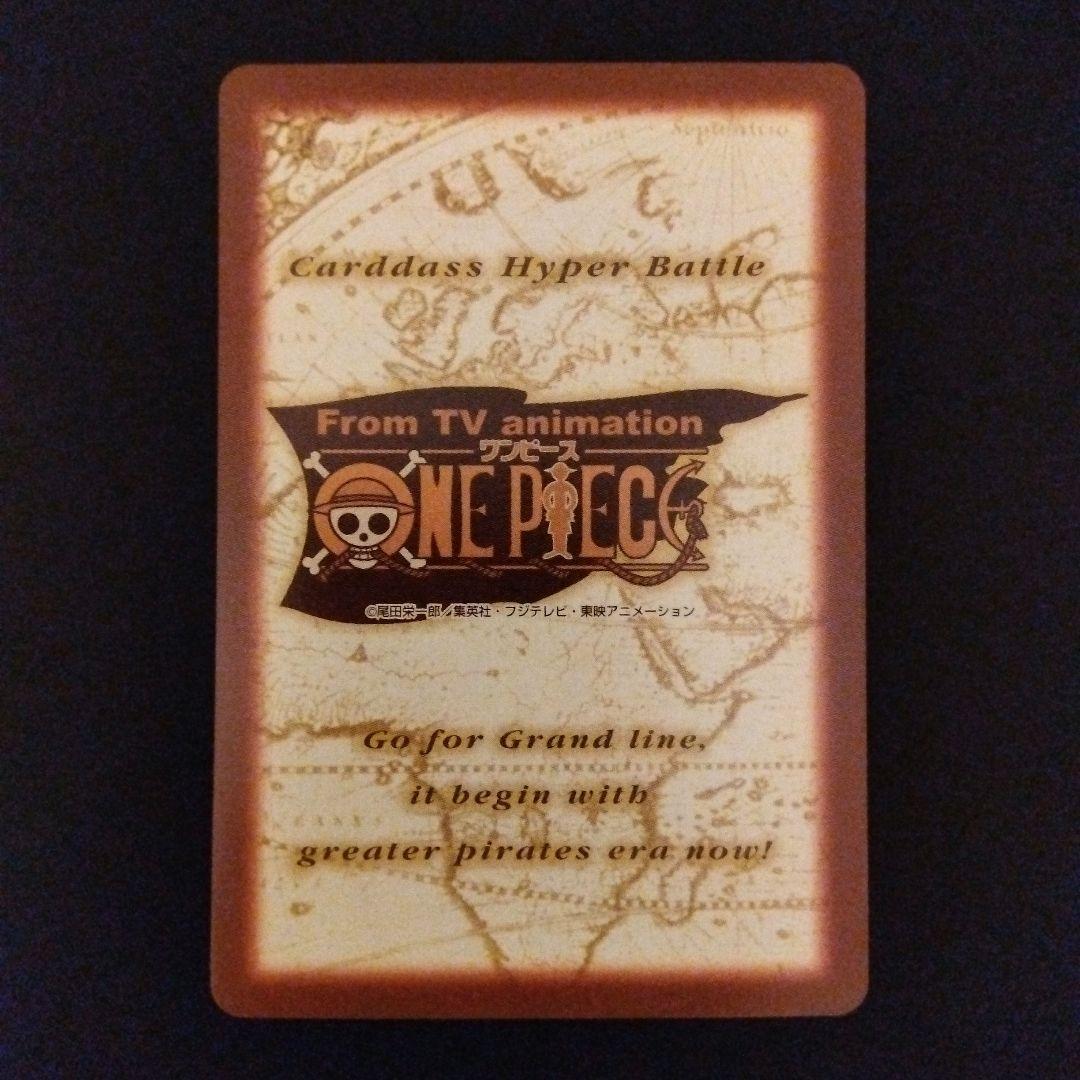 Septentrio
Carddass Hyper Battle
From TV animation
ワンピース
ONE PIECE
©尾田栄一郎/集英社・フジテレビ・東映アニメーション
Go for Grand line,
it begin with
greater pirates era now!